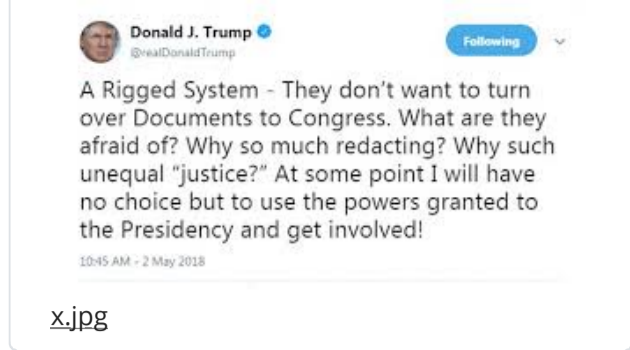 Donald J. Trump
@realDonaldTrump
Following
A Rigged System - They don't want to turn
over Documents to Congress. What are they
afraid of? Why so much redacting? Why such
unequal "justice?" At some point I will have
no choice but to use the powers granted to
the Presidency and get involved!
10:45 AM - 2 May 2018
x.jpg